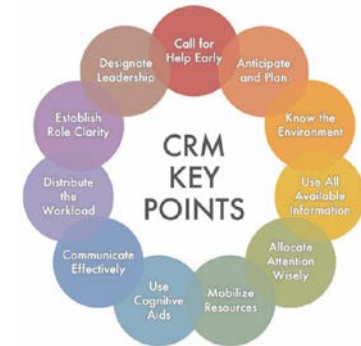 CRM
KEY
POINTS
Call for
Help Early
Anticipate
and Plan
Know the
Environment
Use All
Available
Information
Allocate
Attention
Wisely
Mobilize
Resources
Use
Cognitive
Aids
Communicate
Effectively
Distribute
the
Workload
Establish
Role Clarity
Designate
Leadership